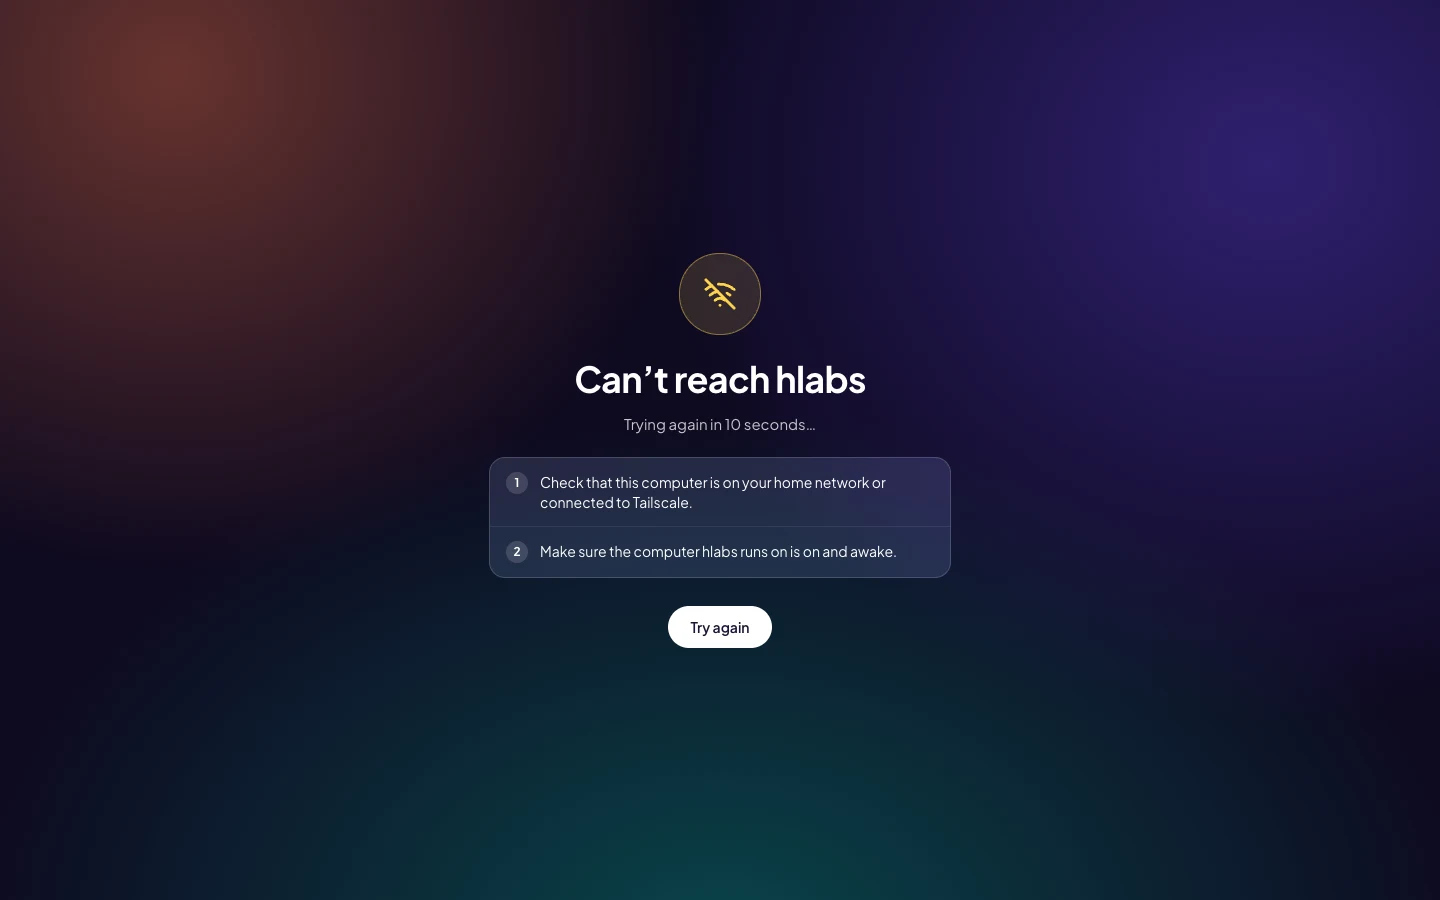 Can’t reach hlabs
Trying again in 10 seconds…
1 Check that this computer is on your home network or
connected to Tailscale.
2 Make sure the computer hlabs runs on is on and awake.
Try again